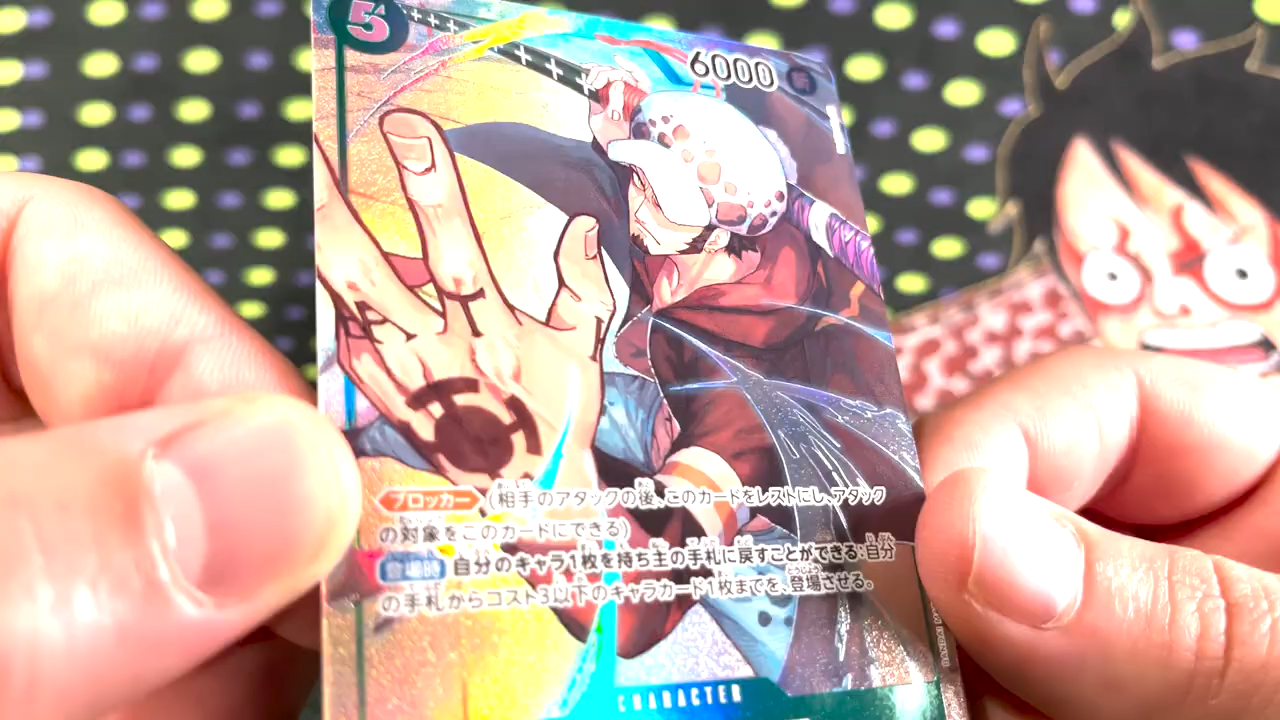 5
6000
斬
EATH
ブロッカー (相手のアタックの後、このカードをレストにし、アタック
の対象をこのカードにできる)
登場時 自分のキャラ1枚を持ち主の手札に戻すことができる:自分
の手札からコスト3以下のキャラカード1枚までを、登場させる。
CHARACTER